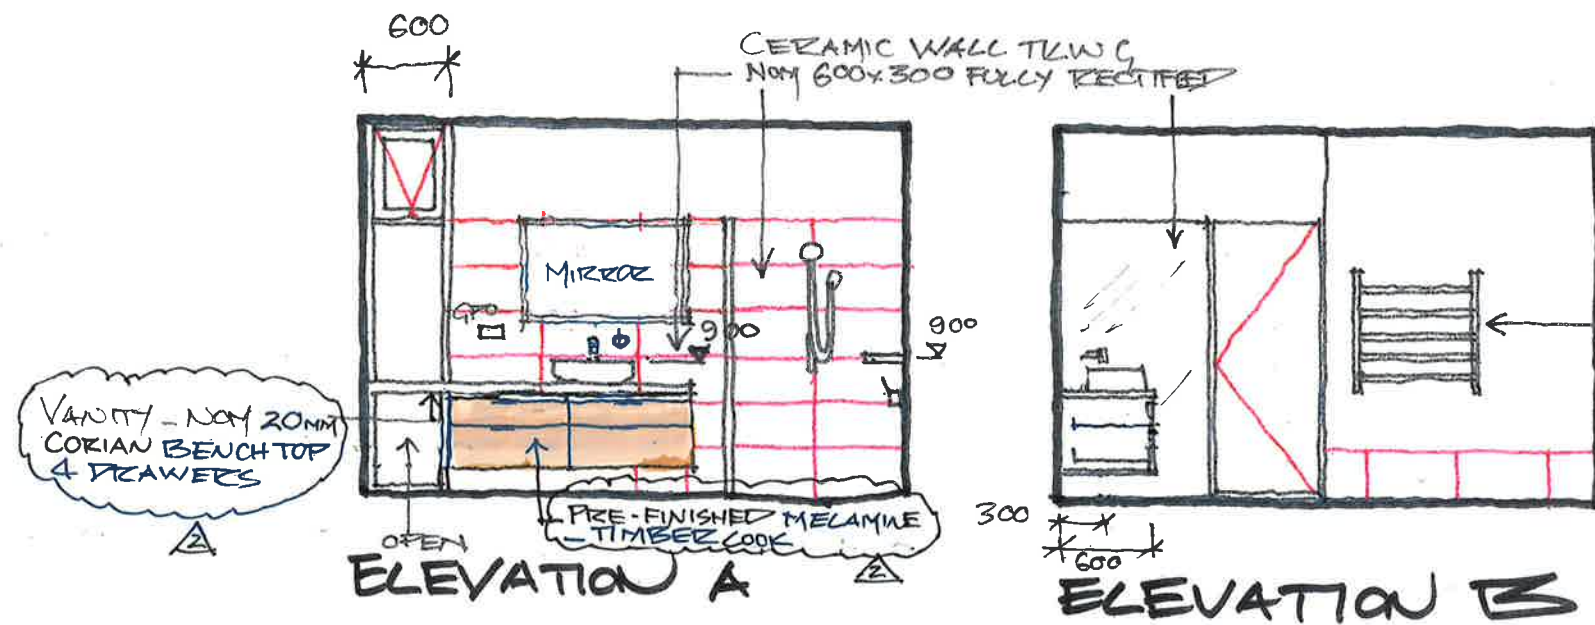 600
CERAMIC WALL TILING
NOM 600x300 FULLY RECTIFIED
MIRROR
GPO
900
900
VANITY - NOM 20MM
CORIAN BENCHTOP
4 DRAWERS
2
OPEN
PRE-FINISHED MELAMINE
- TIMBER LOOK
2
ELEVATION A
300
600
ELEVATION B